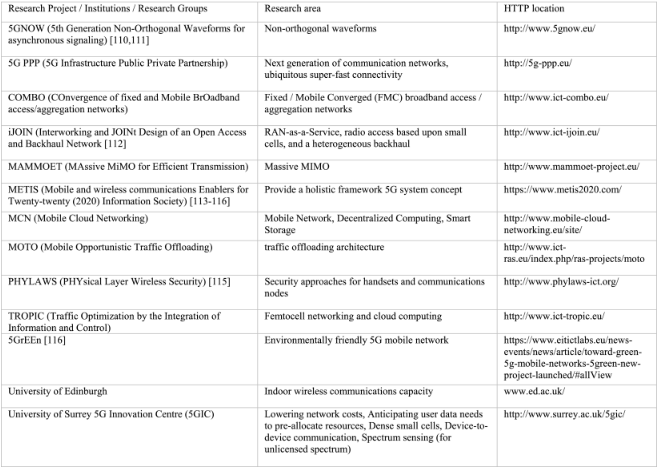 Research Project / Institutions / Research Groups
Research area
HTTP location
5GNOW (5th Generation Non-Orthogonal Waveforms for
asynchronous signaling) [110,111]
Non-orthogonal waveforms
http://www.5gnow.eu/
5G PPP (5G Infrastructure Public Private Partnership)
Next generation of communication networks,
ubiquitous super-fast connectivity
http://5g-ppp.eu/
COMBO (COnvergence of fixed and Mobile BrOadband
access/aggregation networks)
Fixed / Mobile Converged (FMC) broadband access /
aggregation networks
http://www.ict-combo.eu/
iJOIN (Interworking and JOINt Design of an Open Access
and Backhaul Network [112]
RAN-as-a-Service, radio access based upon small
cells, and a heterogeneous backhaul
http://www.ict-ijoin.eu/
MAMMOET (MAssive MiMO for Efficient Transmission)
Massive MIMO
http://www.mammoet-project.eu/
METIS (Mobile and wireless communications Enablers for
Twenty-twenty (2020) Information Society) [113-116]
Provide a holistic framework 5G system concept
https://www.metis2020.com/
MCN (Mobile Cloud Networking)
Mobile Network, Decentralized Computing, Smart
Storage
http://www.mobile-cloud-
networking.eu/site/
MOTO (Mobile Opportunistic Traffic Offloading)
traffic offloading architecture
http://www.ict-
ras.eu/index.php/ras-projects/moto
PHYLAWS (PHYsical Layer Wireless Security) [115]
Security approaches for handsets and communications
nodes
http://www.phylaws-ict.org/
TROPIC (Traffic Optimization by the Integration of
Information and Control)
Femtocell networking and cloud computing
http://www.ict-tropic.eu/
5GrEEn [116]
Environmentally friendly 5G mobile network
https://www.eitictlabs.eu/news-
events/news/article/toward-green-
5g-mobile-networks-5green-new-
project-launched/#allView
University of Edinburgh
Indoor wireless communications capacity
www.ed.ac.uk/
University of Surrey 5G Innovation Centre (5GIC)
Lowering network costs, Anticipating user data needs
to pre-allocate resources, Dense small cells, Device-to-
device communication, Spectrum sensing (for
unlicensed spectrum)
http://www.surrey.ac.uk/5gic/